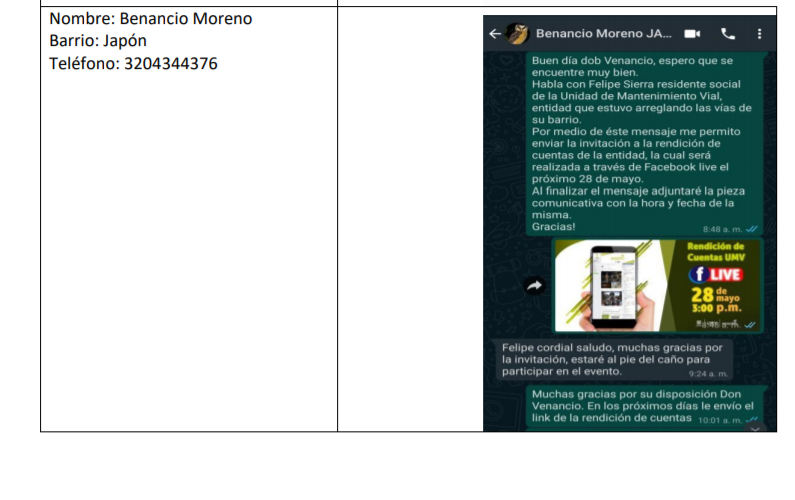 Nombre: Benancio Moreno
Barrio: Japón
Teléfono: 3204344376
Benancio Moreno JA...
Buen día dob Venancio, espero que se
encuentre muy bien.
Habla con Felipe Sierra residente social
de la Unidad de Mantenimiento Vial,
entidad que estuvo arreglando las vías de
su barrio.
Por medio de éste mensaje me permito
enviar la invitación a la rendición de
cuentas de la entidad, la cual será
realizada a través de Facebook live el
próximo 28 de mayo.
Al finalizar el mensaje adjuntaré la pieza
comunicativa con la hora y fecha de la
misma.
Gracias!
8:48 a. m.
Rendición de
Cuentas UMV
f LIVE
28 de
mayo
3:00 p.m.
Felipe cordial saludo, muchas gracias por
la invitación, estaré al pie del caño para
participar en el evento.
9:24 a. m.
Muchas gracias por su disposición Don
Venancio. En los próximos días le envío el
link de la rendición de cuentas 10:01 a. m.